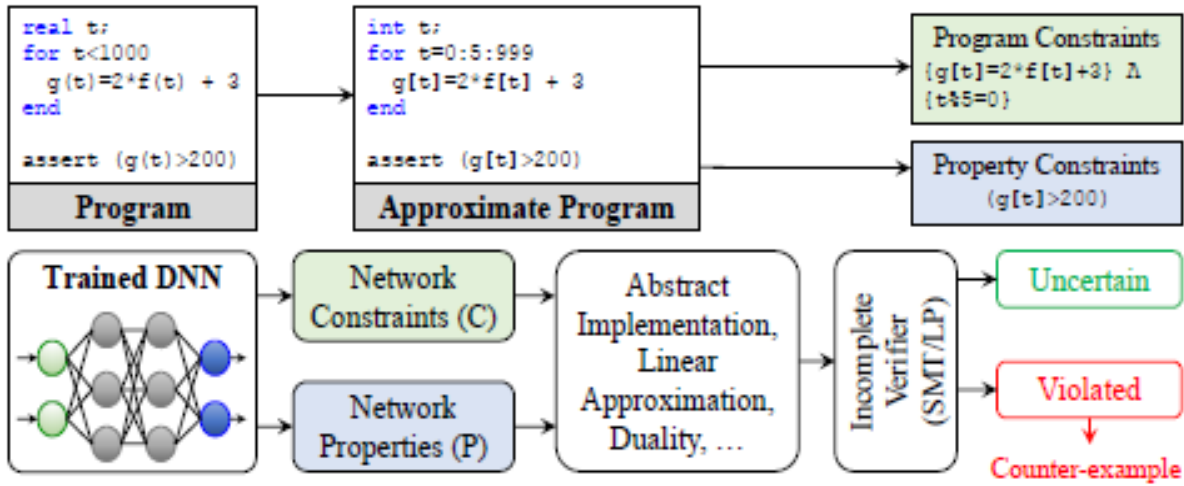 real t;
for t<1000
g(t)=2*f(t) + 3
end
assert (g(t)>200)
Program
int t;
for t=0:5:999
g[t]=2*f[t] + 3
end
assert (g[t]>200)
Approximate Program
Program Constraints
{g[t]=2*f[t]+3} Λ
{t%5=0}
Property Constraints
(g[t]>200)
Trained DNN
Network
Constraints (C)
Network
Properties (P)
Abstract
Implementation,
Linear
Approximation,
Duality, …
Incomplete
Verifier
(SMT/LP)
Uncertain
Violated
Counter-example